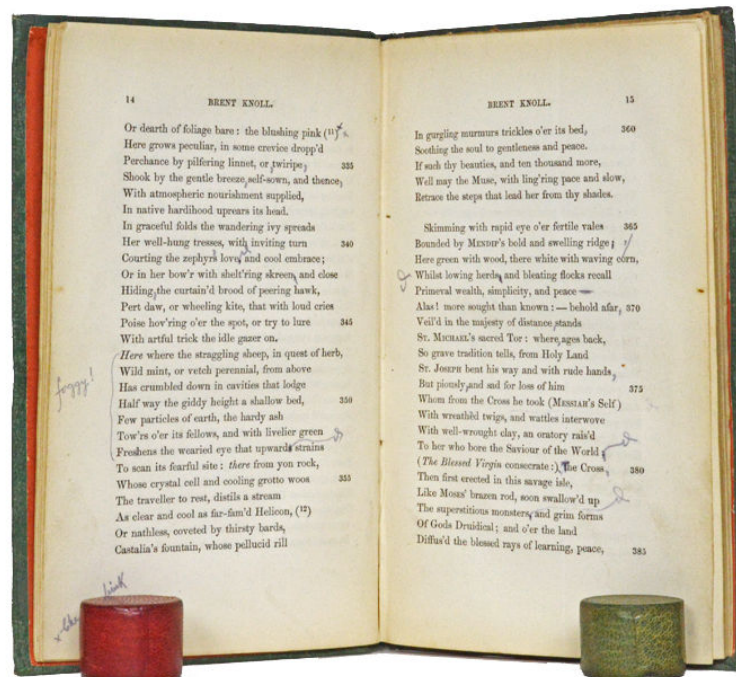 14 BRENT KNOLL.
Or dearth of foliage bare: the blushing pink (11) x
Here grows peculiar, in some crevice dropp'd
Perchance by pilfering linnet, or twiripe, 335
Shook by the gentle breeze, self-sown, and thence,
With atmospheric nourishment supplied,
In native hardihood uprears its head.
In graceful folds the wandering ivy spreads
Her well-hung tresses, with inviting turn 340
Courting the zephyrs love, and cool embrace;
Or in her bow'r with shelt'ring skreen, and close
Hiding, the curtain'd brood of peering hawk,
Pert daw, or wheeling kite, that with loud cries
Poise hov'ring o'er the spot, or try to lure 345
With artful trick the idle gazer on.
Here where the straggling sheep, in quest of herb,
Wild mint, or vetch perennial, from above
foggy!
Has crumbled down in cavities that lodge
Half way the giddy height a shallow bed, 350
Few particles of earth, the hardy ash
Tow'rs o'er its fellows, and with livelier green
Freshens the wearied eye that upwards strains
To scan its fearful site: there from yon rock,
Whose crystal cell and cooling grotto woos 355
The traveller to rest, distils a stream
As clear and cool as far-fam'd Helicon, (12)
Or nathless, coveted by thirsty bards,
Castalia's fountain, whose pellucid rill
x the pink
BRENT KNOLL. 15
In gurgling murmurs trickles o'er its bed, 360
Soothing the soul to gentleness and peace.
If such thy beauties, and ten thousand more,
Well may the Muse, with ling'ring pace and slow,
Retrace the steps that lead her from thy shades.
Skimming with rapid eye o'er fertile vales 365
Bounded by MENDIP's bold and swelling ridge;
Here green with wood, there white with waving corn,
Whilst lowing herds, and bleating flocks recall
Primeval wealth, simplicity, and peace—
Alas! more sought than known:—behold afar, 370
Veil'd in the majesty of distance, stands
ST. MICHAEL's sacred Tor: where, ages back,
So grave tradition tells, from Holy Land
ST. JOSEPH bent his way and with rude hands,
But piously, and sad for loss of him 375
Whom from the Cross he took (MESSIAH's Self)
With wreathèd twigs, and wattles interwove
With well-wrought clay, an oratory rais'd
To her who bore the Saviour of the World,
(The Blessed Virgin consecrate:) The Cross, 380
Then first erected in this savage isle,
Like Moses' brazen rod, soon swallow'd up
The superstitious monsters, and grim forms
Of Gods Druidical; and o'er the land
Diffus'd the blessed rays of learning, peace, 385